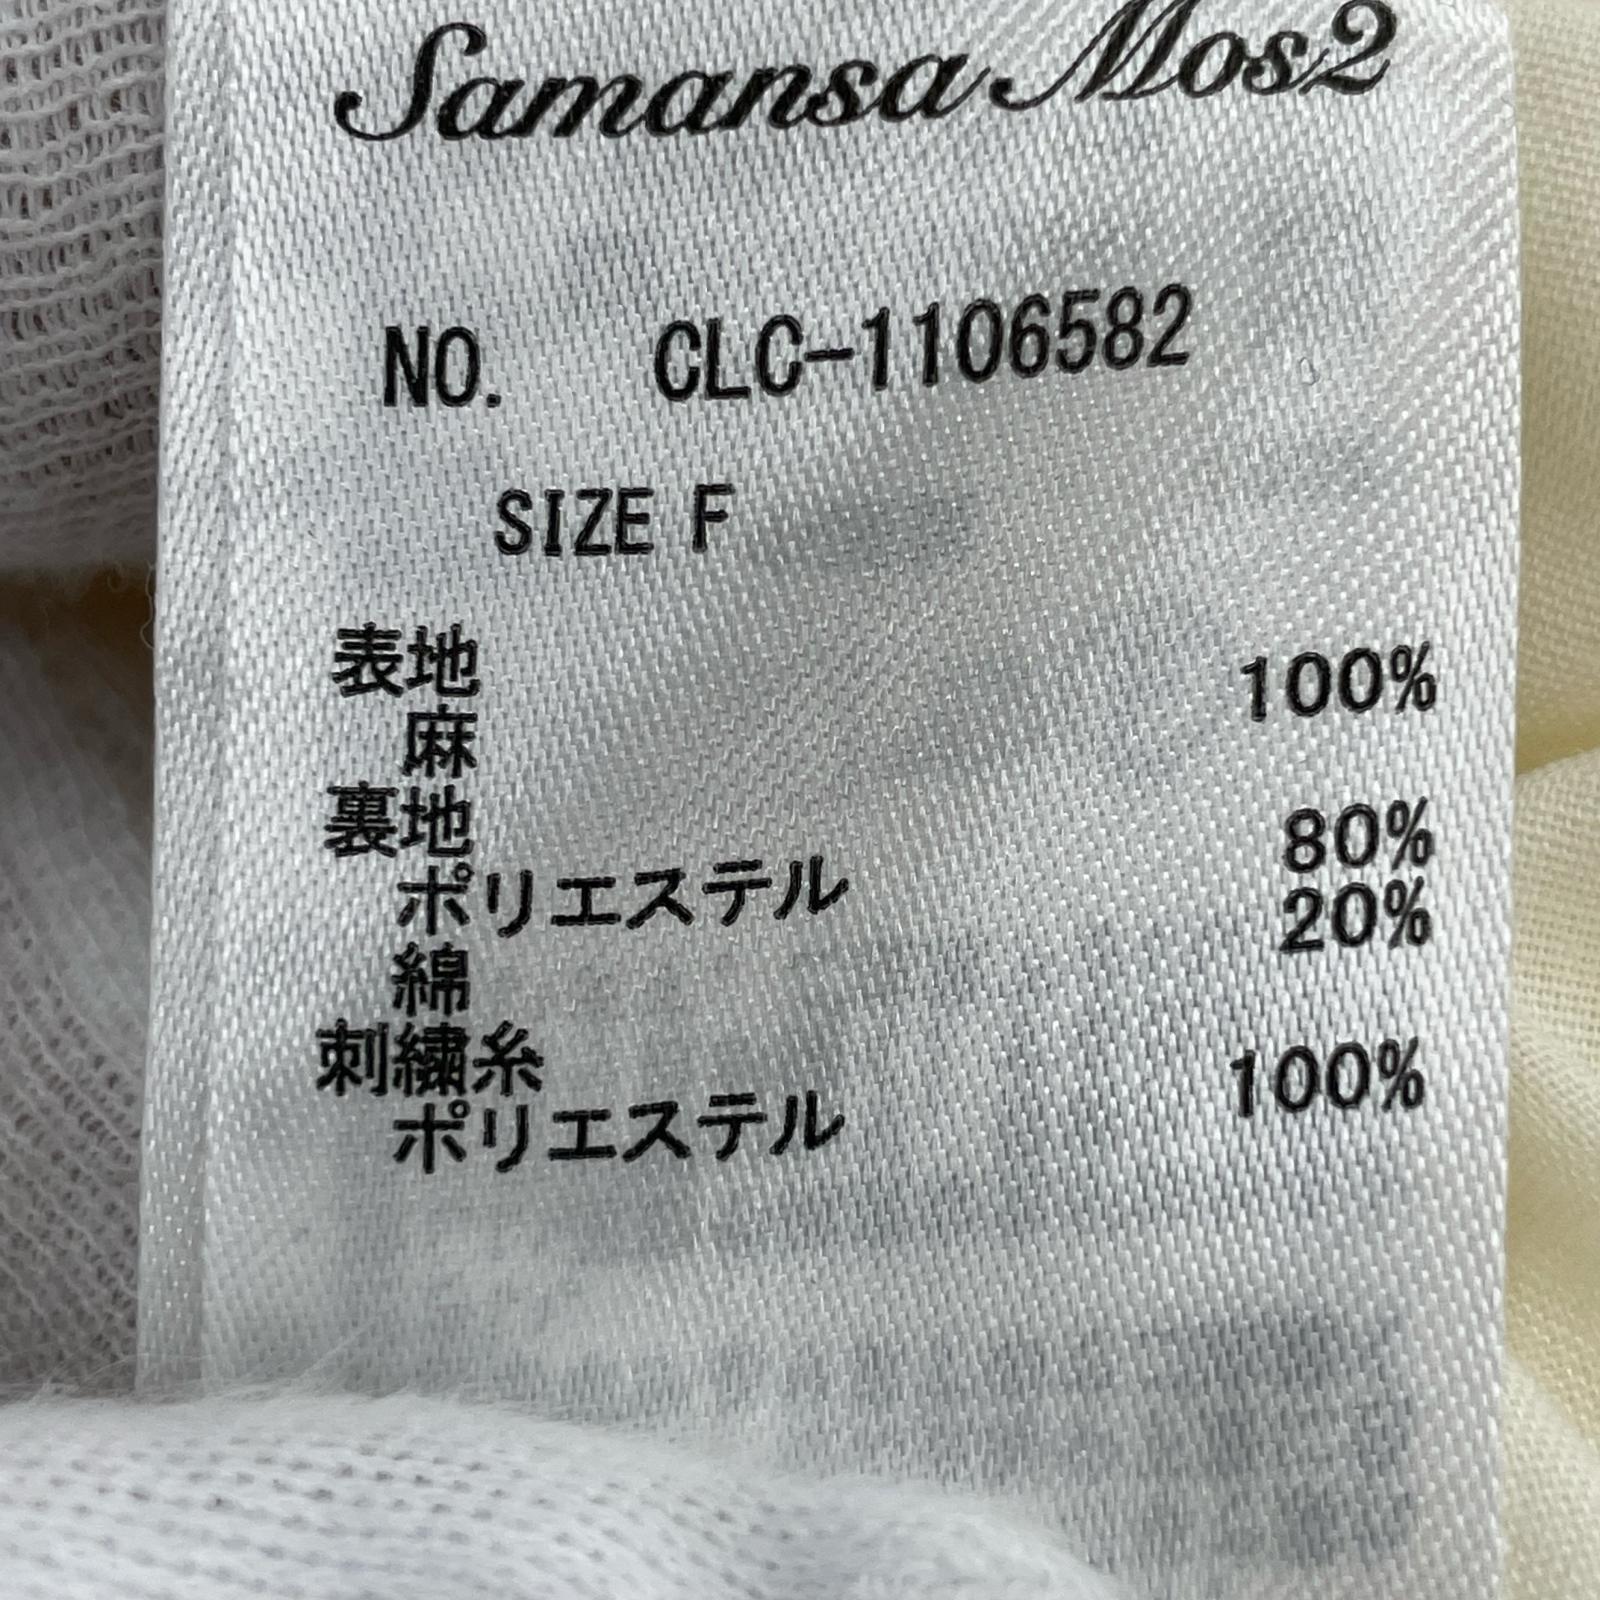 Samansa Mos2
NO. CLC-1106582
SIZE F
表地 100%
麻
裏地 80%
ポリエステル 20%
綿
刺繍糸 100%
ポリエステル